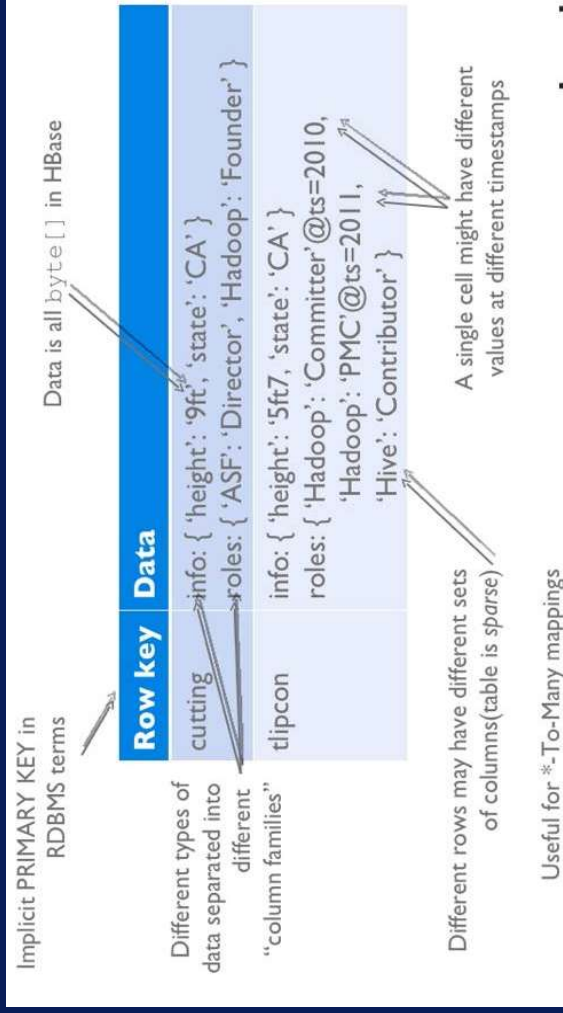 Implicit PRIMARY KEY in
RDBMS terms
Data is all byte[] in HBase
Row key Data
cutting
info: { ‘height’: ‘9ft’, ‘state’: ‘CA’ }
roles: { ‘ASF’: ‘Director’, ‘Hadoop’: ‘Founder’ }
tlipcon
info: { ‘height’: ‘5ft7, ‘state’: ‘CA’ }
roles: { ‘Hadoop’: ‘Committer’@ts=2010,
‘Hadoop’: ‘PMC’@ts=2011,
‘Hive’: ‘Contributor’ }
Different types of
data separated into
different
“column families”
Different rows may have different sets
of columns(table is sparse)
Useful for *-To-Many mappings
A single cell might have different
values at different timestamps